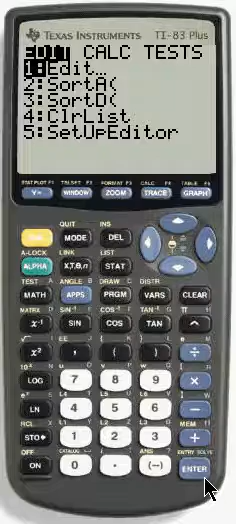 TEXAS INSTRUMENTS TI-83 Plus
EDIT CALC TESTS
1:Edit…
2:SortA(
3:SortD(
4:ClrList
5:SetUpEditor
STAT PLOT F1 TBLSET F2 FORMAT F3 CALC F4 TABLE F5
Y= WINDOW ZOOM TRACE GRAPH
QUIT INS
2nd MODE DEL
A-LOCK LINK LIST
ALPHA X,T,θ,n STAT
TEST A ANGLE B DRAW C DISTR
MATH APPS PRGM VARS CLEAR
MATRX D SIN⁻¹ E COS⁻¹ F TAN⁻¹ G π H
x⁻¹ SIN COS TAN ^
√ EE J
x² , ( ) ÷
10ˣ
LOG 7 8 9 ×
eˣ L4 L5 L6
LN 4 5 6 −
RCL L1 L2 L3 MEM
STO▸ 1 2 3 +
OFF CATALOG i ANS ENTRY SOLVE
ON 0 . (−) ENTER